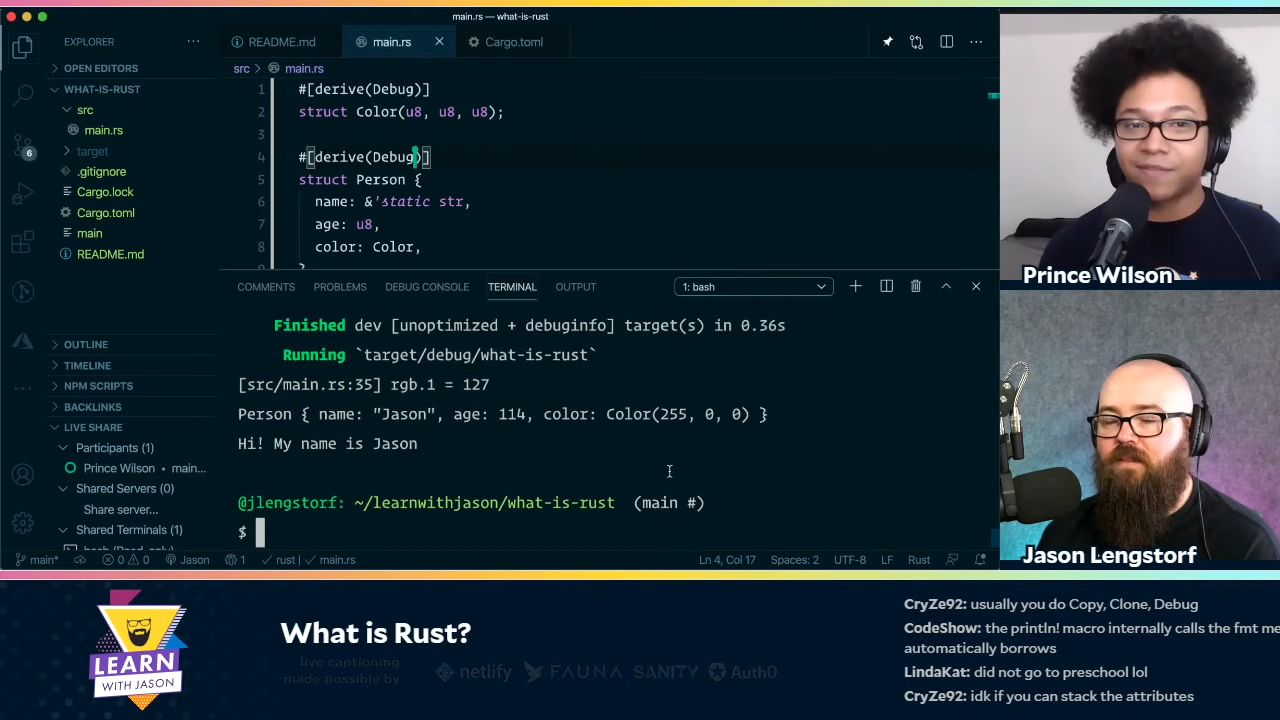 main.rs — what-is-rust
EXPLORER
OPEN EDITORS
WHAT-IS-RUST
src
main.rs
target
.gitignore
Cargo.lock
Cargo.toml
main
README.md
OUTLINE
TIMELINE
NPM SCRIPTS
BACKLINKS
LIVE SHARE
Participants (1)
Prince Wilson • main...
Shared Servers (0)
Share server...
Shared Terminals (1)
bash (Read-only)
6
README.md main.rs Cargo.toml
src > main.rs
1 #[derive(Debug)]
2 struct Color(u8, u8, u8);
3
4 #[derive(Debug)]
5 struct Person {
6 name: &'static str,
7 age: u8,
8 color: Color,
9 }
COMMENTS PROBLEMS DEBUG CONSOLE TERMINAL OUTPUT 1: bash
Finished dev [unoptimized + debuginfo] target(s) in 0.36s
Running `target/debug/what-is-rust`
[src/main.rs:35] rgb.1 = 127
Person { name: "Jason", age: 114, color: Color(255, 0, 0) }
Hi! My name is Jason
@jlengstorf: ~/learnwithjason/what-is-rust (main #)
$
main* 0 0 Jason 1 rust main.rs Ln 4, Col 17 Spaces: 2 UTF-8 LF Rust
Prince Wilson
Jason Lengstorf
LEARN
WITH JASON
What is Rust?
live captioning
made possible by
netlify FAUNA SANITY Auth0
CryZe92: usually you do Copy, Clone, Debug
CodeShow: the println! macro internally calls the fmt me
automatically borrows
LindaKat: did not go to preschool lol
CryZe92: idk if you can stack the attributes